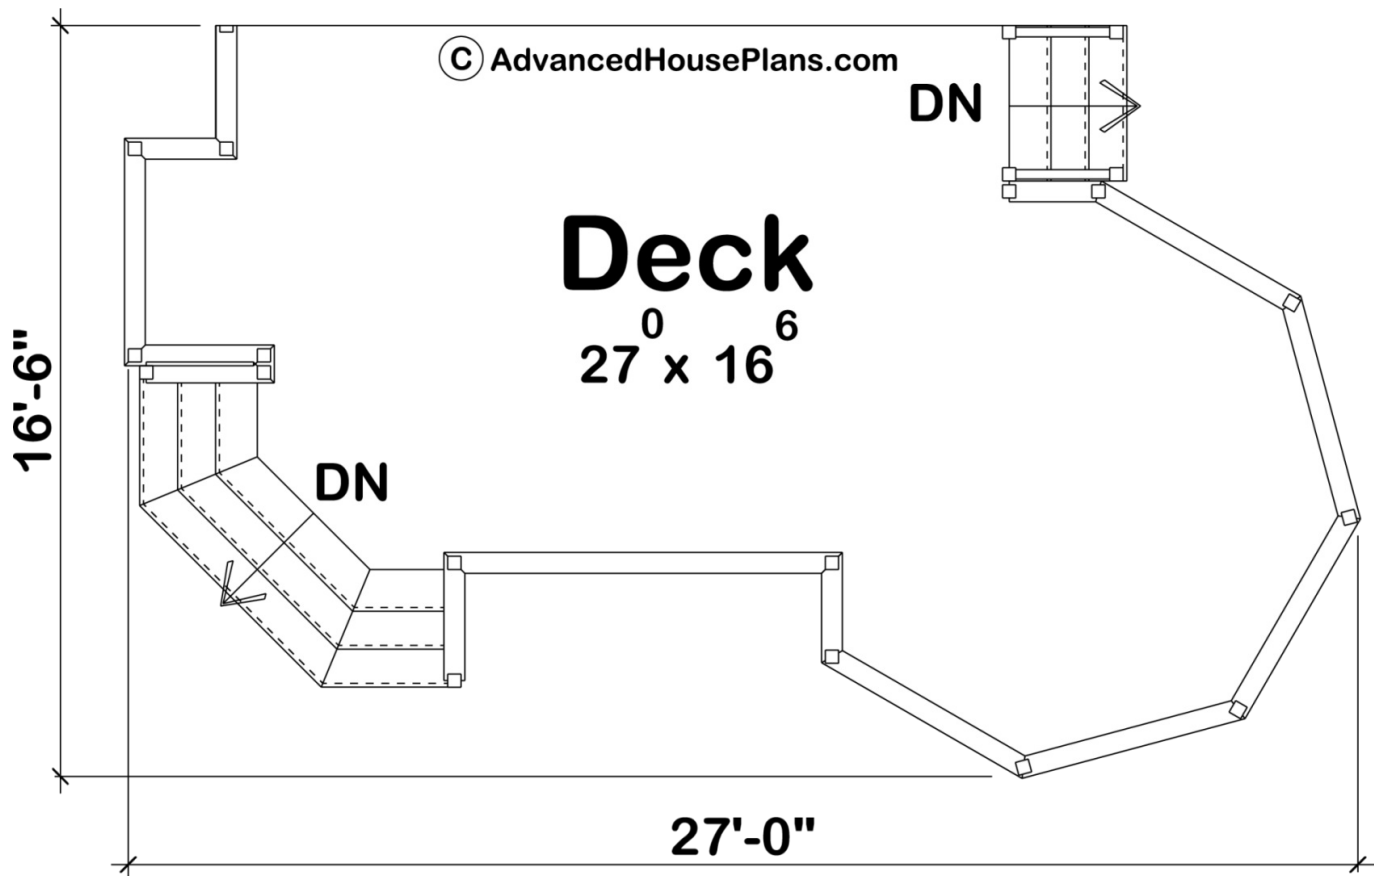 © AdvancedHousePlans.com
DN
Deck
27⁰ x 16⁶
16'-6"
DN
27'-0"